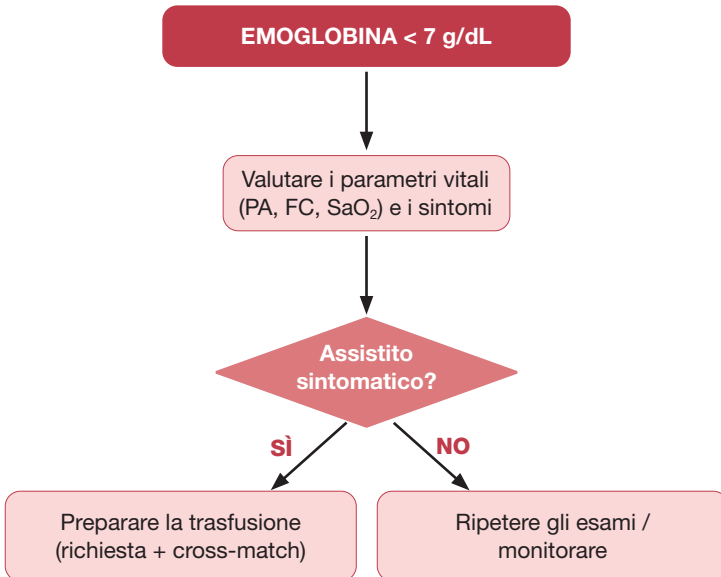 EMOGLOBINA < 7 g/dL
Valutare i parametri vitali
(PA, FC, SaO₂) e i sintomi
Assistito
sintomatico?
SÌ
NO
Preparare la trasfusione
(richiesta + cross-match)
Ripetere gli esami /
monitorare